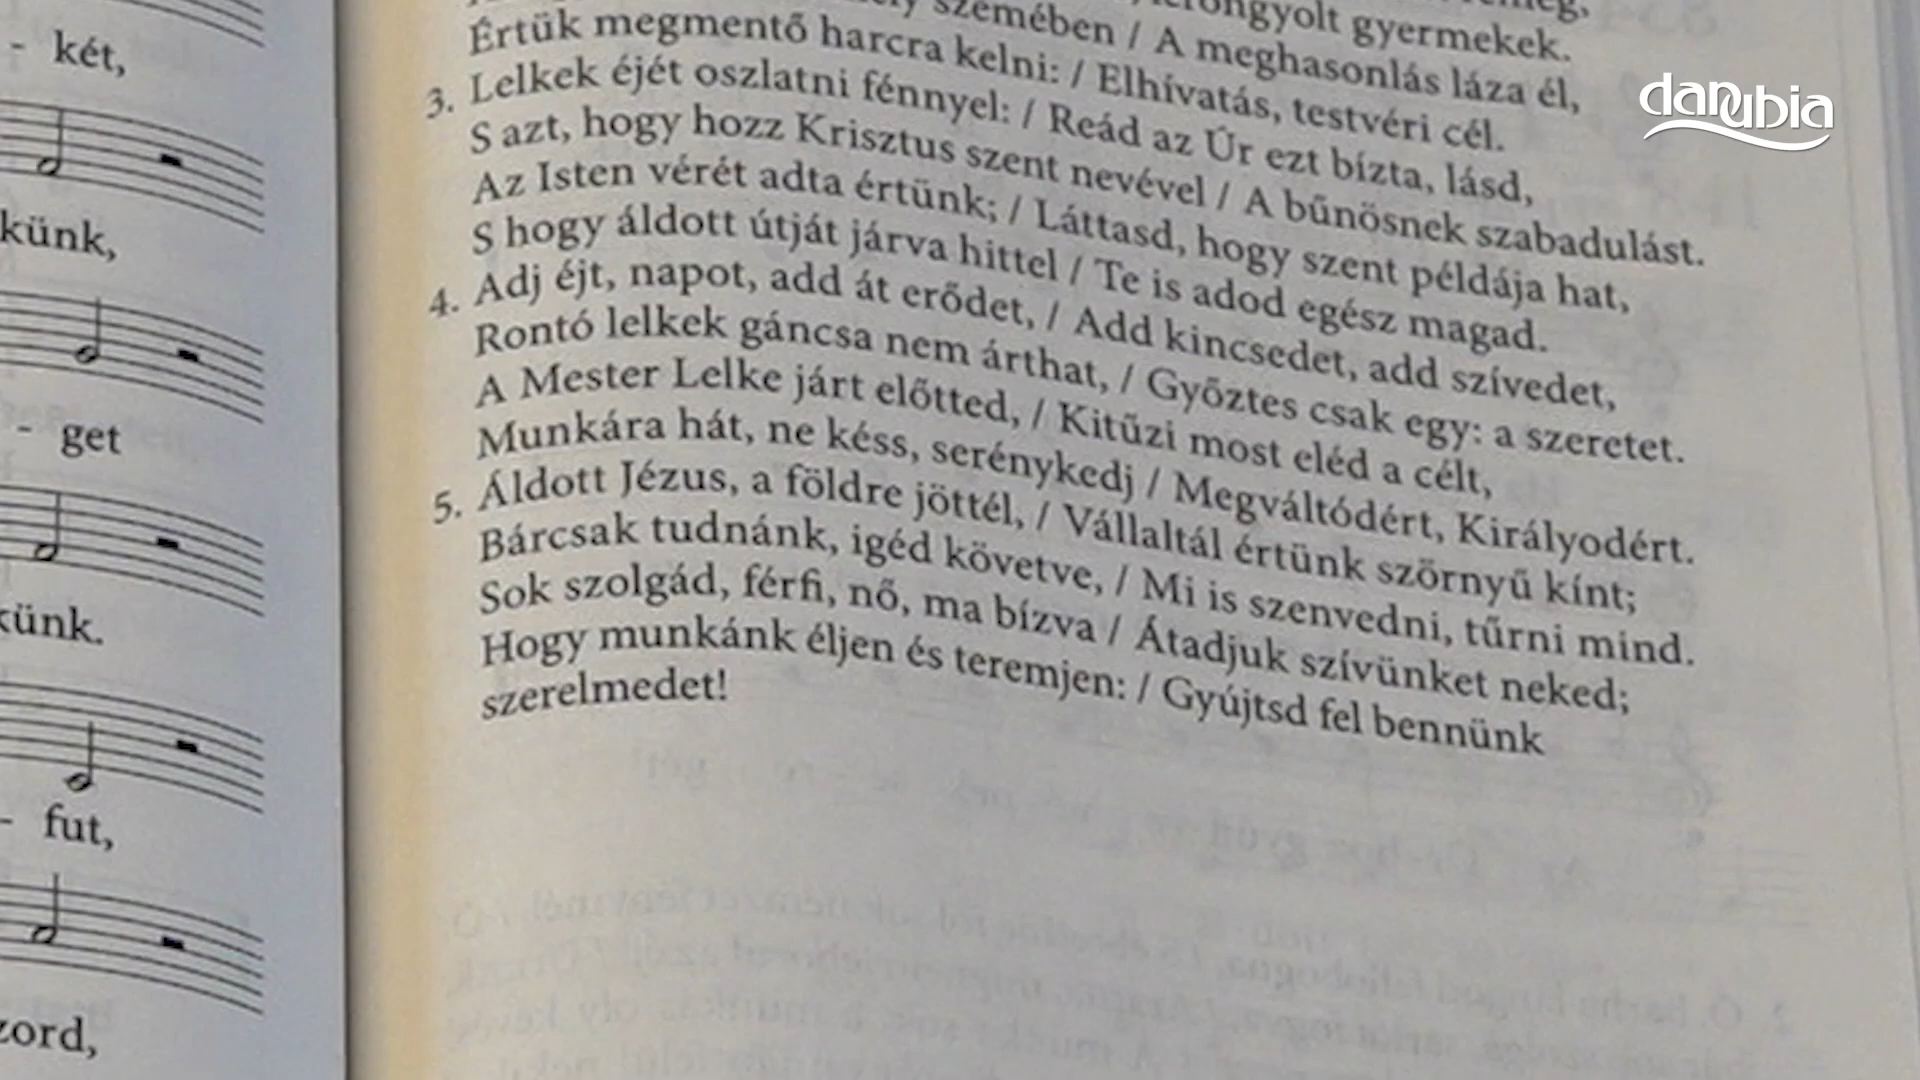 két,
künk,
get
künk.
fut,
gyermekek.
szemében / A meghasonlás láza él,
Értük megmentő harcra kelni: / Elhívatás, testvéri cél.
3. Lelkek éjét oszlatni fénnyel: / Reád az Úr ezt bízta, lásd,
S azt, hogy hozz Krisztus szent nevével / A bűnösnek szabadulást.
Az Isten vérét adta értünk; / Láttasd, hogy szent példája hat,
S hogy áldott útját járva hittel / Te is adod egész magad.
4. Adj éjt, napot, add át erődet, / Add kincsedet, add szívedet,
Rontó lelkek gáncsa nem árthat, / Győztes csak egy: a szeretet.
A Mester Lelke járt előtted, / Kitűzi most eléd a célt,
Munkára hát, ne késs, serénykedj / Megváltódért, Királyodért.
5. Áldott Jézus, a földre jöttél, / Vállaltál értünk szörnyű kínt;
Bárcsak tudnánk, igéd követve, / Mi is szenvedni, tűrni mind.
Sok szolgád, férfi, nő, ma bízva / Átadjuk szívünket neked;
Hogy munkánk éljen és teremjen: / Gyújtsd fel bennünk
szerelmedet!
danubia